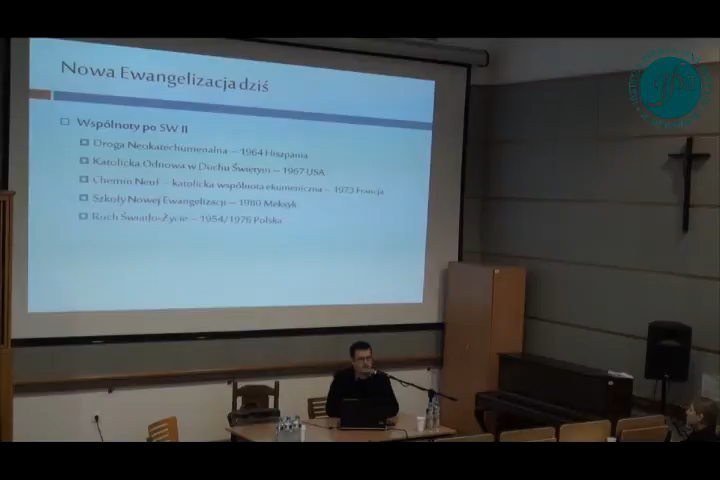 Nowa Ewangelizacja dziś
Wspólnoty po SW II
Droga Neokatechumenalna – 1964 Hiszpania
Katolicka Odnowa w Duchu Świętym – 1967 USA
Chemin Neuf – katolicka wspólnota ekumeniczna – 1973 Francja
Szkoły Nowej Ewangelizacji – 1980 Meksyk
Ruch Światło-Życie – 1954/1976 Polska